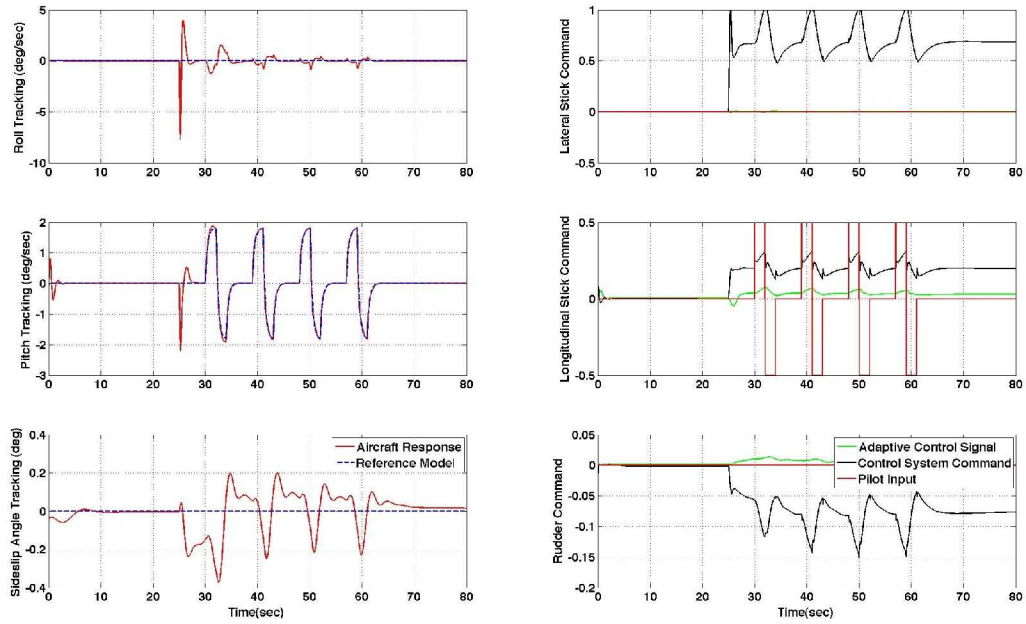 Roll Tracking (deg/sec)
5
0
-5
-10
0 10 20 30 40 50 60 70 80
Lateral Stick Command
1
0.5
0
-0.5
0 10 20 30 40 50 60 70 80
Pitch Tracking (deg/sec)
2
1
0
-1
-2
-3
0 10 20 30 40 50 60 70 80
Longitudinal Stick Command
0.5
0
-0.5
0 10 20 30 40 50 60 70 80
Sideslip Angle Tracking (deg)
0.4
0.2
0
-0.2
-0.4
0 10 20 30 40 50 60 70 80
Time(sec)
Aircraft Response
Reference Model
Rudder Command
0.05
0
-0.05
-0.1
-0.15
-0.2
0 10 20 30 40 50 60 70 80
Time(sec)
Adaptive Control Signal
Control System Command
Pilot Input